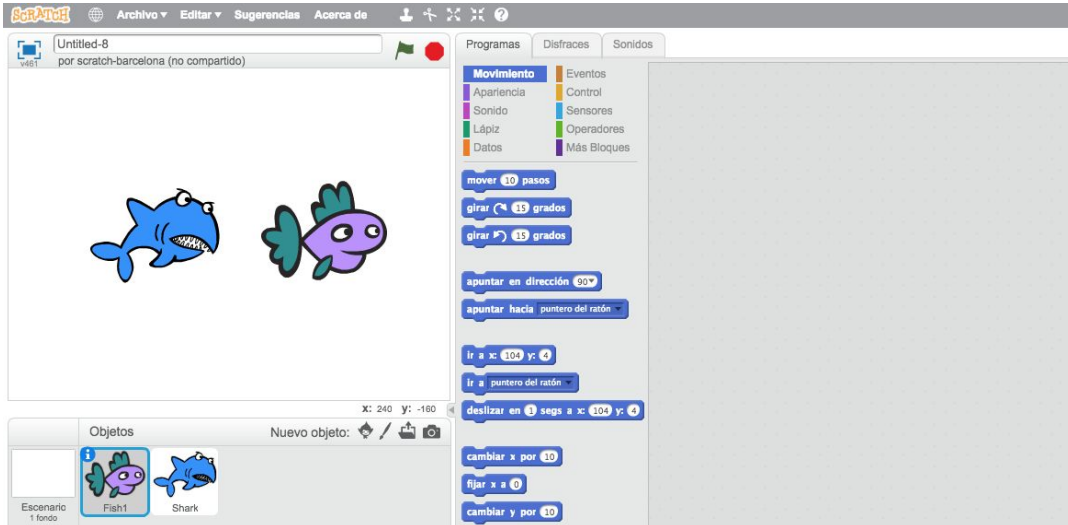 SCRATCH Archivo Editar Sugerencias Acerca de
v461 Untitled-8
por scratch-barcelona (no compartido)
x: 240 y: -160
Objetos Nuevo objeto:
Escenario
1 fondo
Fish1 Shark
Programas Disfraces Sonidos
Movimiento Eventos
Apariencia Control
Sonido Sensores
Lápiz Operadores
Datos Más Bloques
mover 10 pasos
girar 15 grados
girar 15 grados
apuntar en dirección 90
apuntar hacia puntero del ratón
ir a x: 104 y: 4
ir a puntero del ratón
deslizar en 1 segs a x: 104 y: 4
cambiar x por 10
fijar x a 0
cambiar y por 10